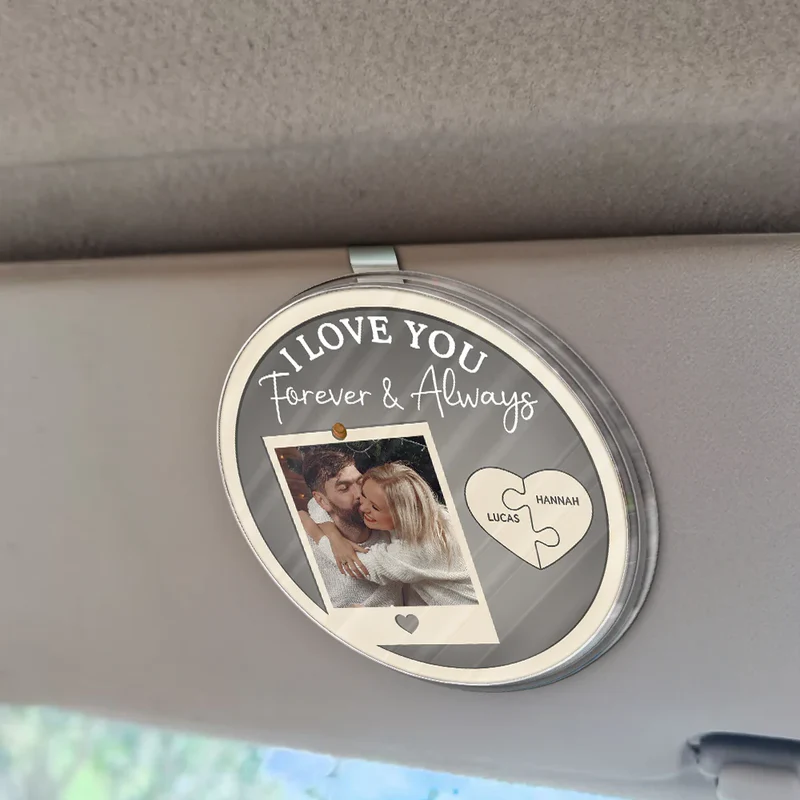 I LOVE YOU
Forever & Always
HANNAH
LUCAS